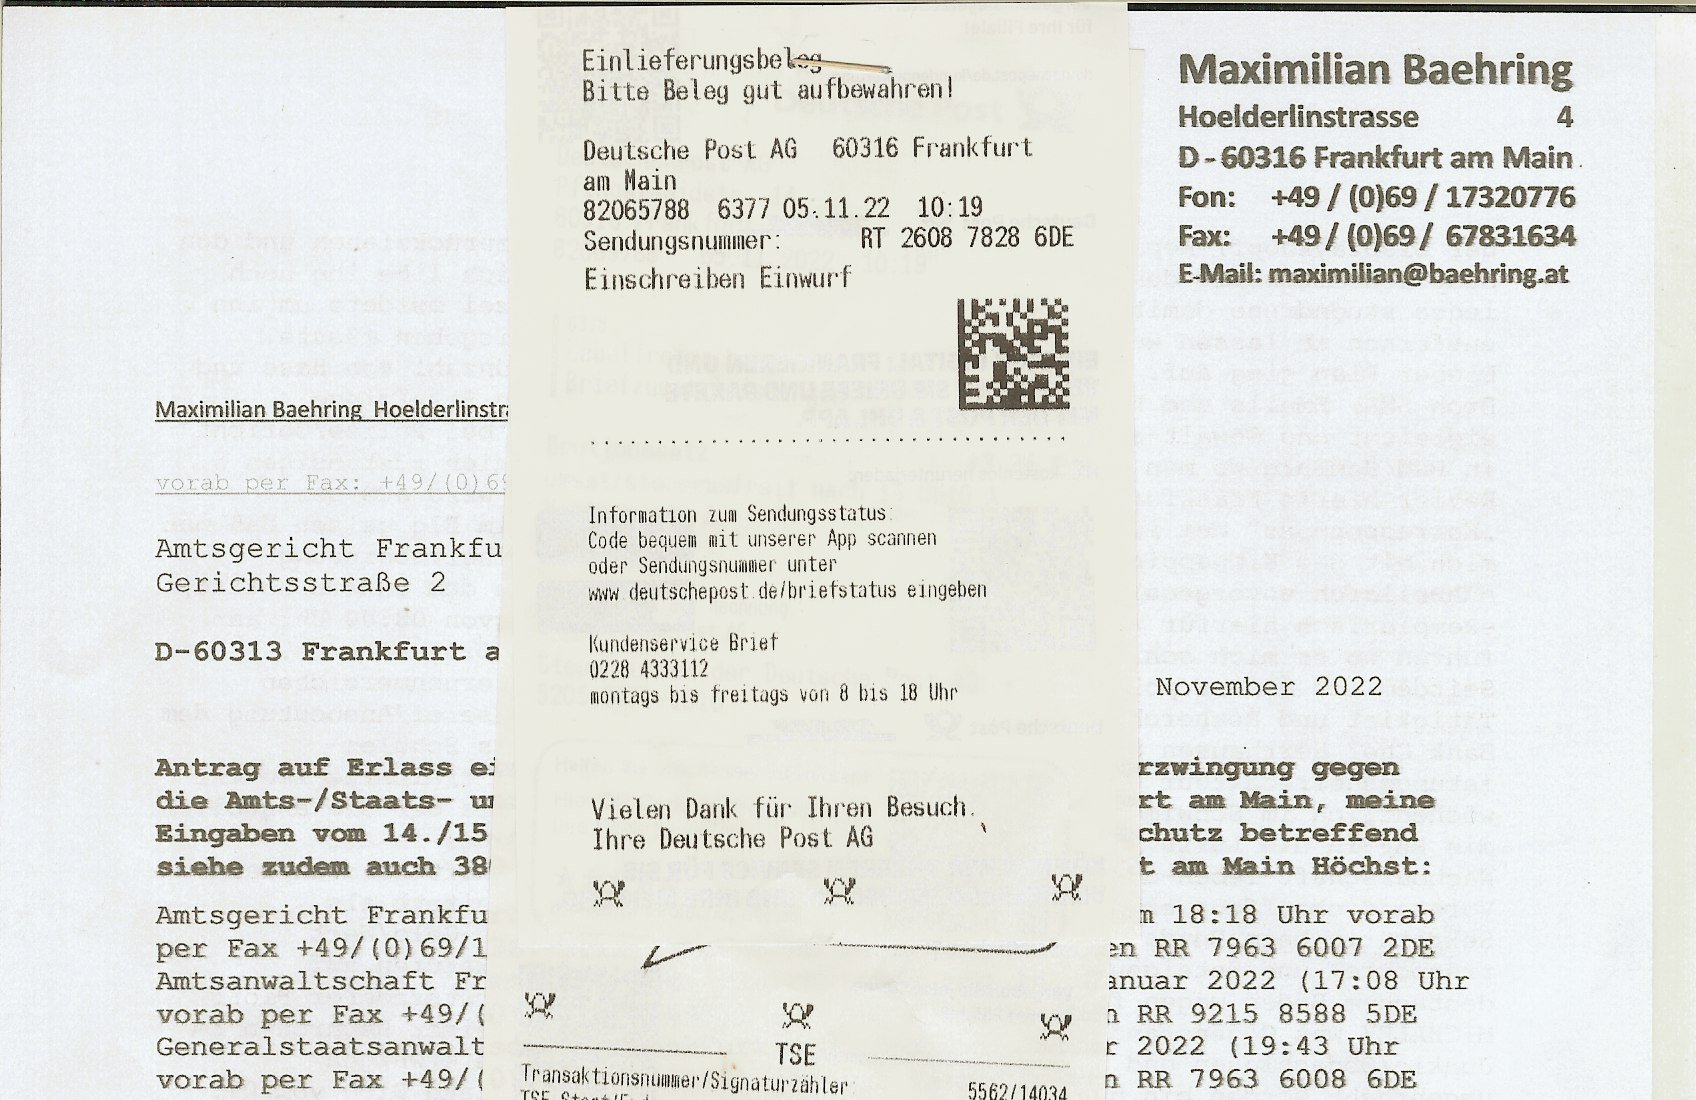 Einlieferungsbeleg
Bitte Beleg gut aufbewahren!
Deutsche Post AG 60316 Frankfurt
am Main
82065788 6377 05.11.22 10:19
Sendungsnummer: RT 2608 7828 6DE
Einschreiben Einwurf
Maximilian Baehring
Hoelderlinstrasse 4
D - 60316 Frankfurt am Main
Fon: +49 / (0)69 / 17320776
Fax: +49 / (0)69 / 67831634
E-Mail: maximilian@baehring.at
Maximilian Baehring Hoelderlinstra
vorab per Fax: +49/(0)69
Amtsgericht Frankfu
Gerichtsstraße 2
D-60313 Frankfurt a
Information zum Sendungsstatus:
Code bequem mit unserer App scannen
oder Sendungsnummer unter
www.deutschepost.de/briefstatus eingeben
Kundenservice Brief
0228 4333112
montags bis freitags von 8 bis 18 Uhr
November 2022
Vielen Dank für Ihren Besuch.
Ihre Deutsche Post AG
Antrag auf Erlass ei rzwingung gegen
die Amts-/Staats- un rt am Main, meine
Eingaben vom 14./15 chutz betreffend
siehe zudem auch 38 t am Main Höchst:
Amtsgericht Frankfu m 18:18 Uhr vorab
per Fax +49/(0)69/1 en RR 7963 6007 2DE
Amtsanwaltschaft Fr anuar 2022 (17:08 Uhr
vorab per Fax +49/( n RR 9215 8588 5DE
Generalstaatsanwalt r 2022 (19:43 Uhr
vorab per Fax +49/( n RR 7963 6008 6DE
TSE
Transaktionsnummer/Signaturzähler: 5562/14034
TSE Start/End